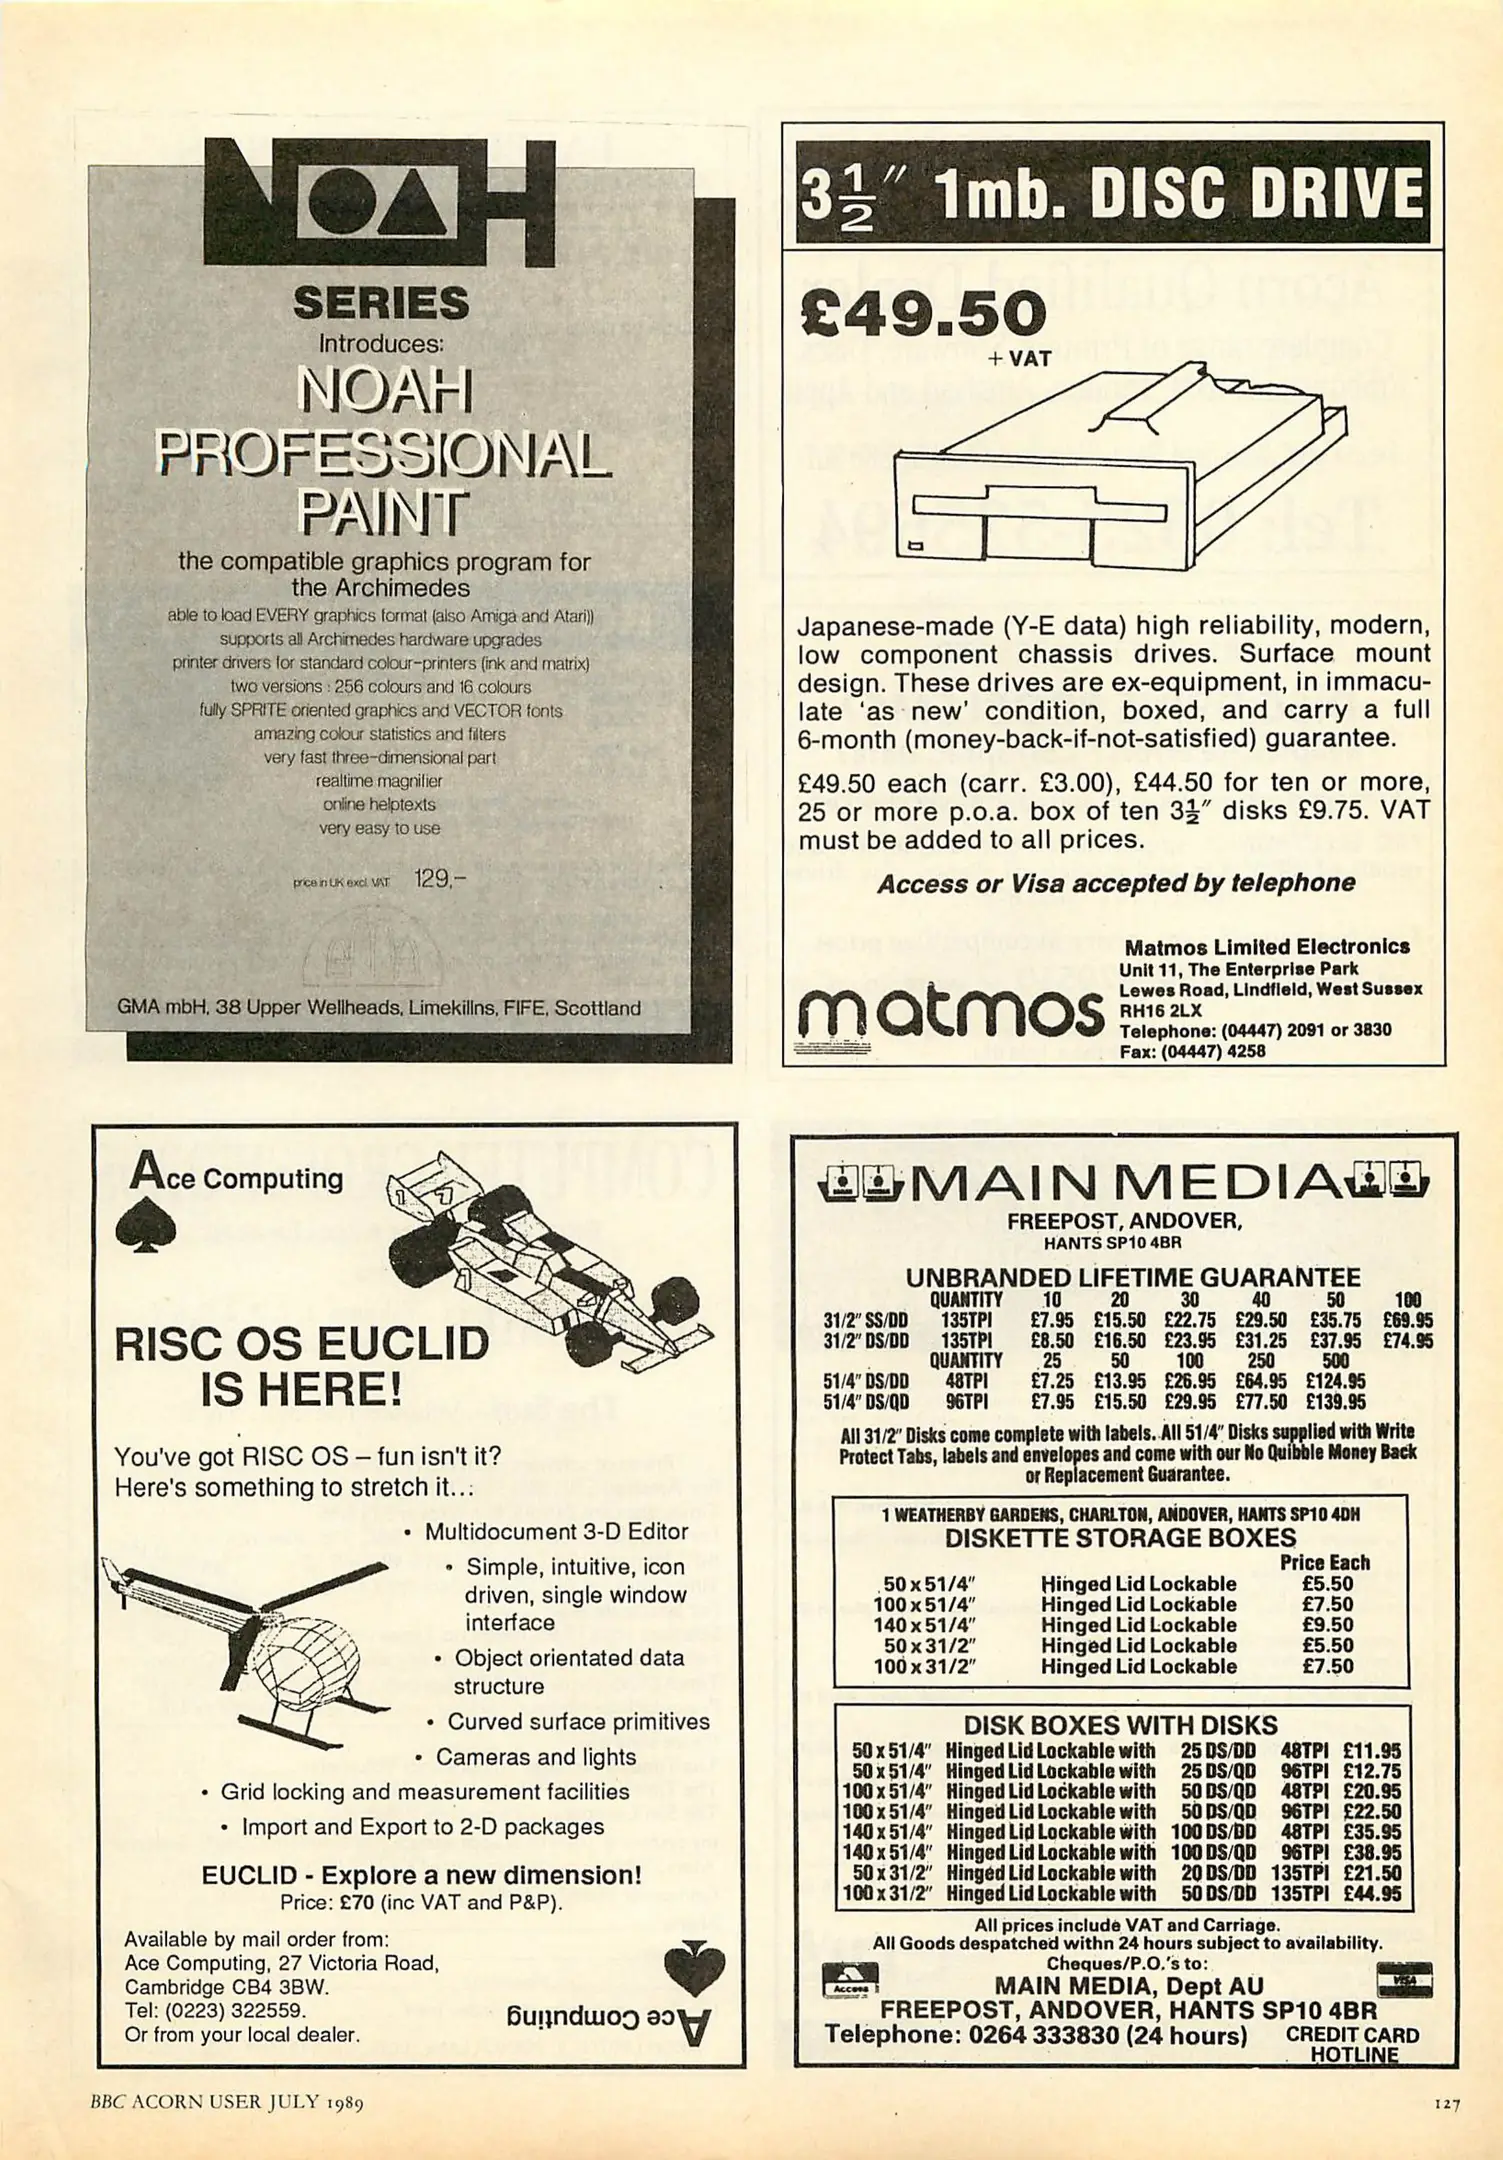 NOAH
SERIES
Introduces:
NOAH
PROFESSIONAL
PAINT
the compatible graphics program for
the Archimedes
able to load EVERY graphics format (also Amiga and Atari))
supports all Archimedes hardware upgrades
printer drivers for standard colour-printers (ink and matrix)
two versions : 256 colours and 16 colours
fully SPRITE oriented graphics and VECTOR fonts
amazing colour statistics and filters
very fast three-dimensional part
realtime magnifier
online helptexts
very easy to use
price in UK excl. VAT 129,-
GMA mbH, 38 Upper Wellheads, Limekillns, FIFE, Scottland
3½" 1mb. DISC DRIVE
£49.50
+ VAT
Japanese-made (Y-E data) high reliability, modern,
low component chassis drives. Surface mount
design. These drives are ex-equipment, in immacu-
late 'as new' condition, boxed, and carry a full
6-month (money-back-if-not-satisfied) guarantee.
£49.50 each (carr. £3.00), £44.50 for ten or more,
25 or more p.o.a. box of ten 3½" disks £9.75. VAT
must be added to all prices.
Access or Visa accepted by telephone
matmos
Matmos Limited Electronics
Unit 11, The Enterprise Park
Lewes Road, Lindfield, West Sussex
RH16 2LX
Telephone: (04447) 2091 or 3830
Fax: (04447) 4258
Ace Computing
RISC OS EUCLID
IS HERE!
You've got RISC OS – fun isn't it?
Here's something to stretch it...
• Multidocument 3-D Editor
• Simple, intuitive, icon
driven, single window
interface
• Object orientated data
structure
• Curved surface primitives
• Cameras and lights
• Grid locking and measurement facilities
• Import and Export to 2-D packages
EUCLID - Explore a new dimension!
Price: £70 (inc VAT and P&P).
Available by mail order from:
Ace Computing, 27 Victoria Road,
Cambridge CB4 3BW.
Tel: (0223) 322559.
Or from your local dealer.
Ace Computing
MAIN MEDIA
FREEPOST, ANDOVER,
HANTS SP10 4BR
UNBRANDED LIFETIME GUARANTEE
QUANTITY 10 20 30 40 50 100
31/2" SS/DD 135TPI £7.95 £15.50 £22.75 £29.50 £35.75 £69.95
31/2" DS/DD 135TPI £8.50 £16.50 £23.95 £31.25 £37.95 £74.95
QUANTITY 25 50 100 250 500
51/4" DS/DD 48TPI £7.25 £13.95 £26.95 £64.95 £124.95
51/4" DS/QD 96TPI £7.95 £15.50 £29.95 £77.50 £139.95
All 31/2" Disks come complete with labels. All 51/4" Disks supplied with Write
Protect Tabs, labels and envelopes and come with our No Quibble Money Back
or Replacement Guarantee.
1 WEATHERBY GARDENS, CHARLTON, ANDOVER, HANTS SP10 4DH
DISKETTE STORAGE BOXES
Price Each
50 x 51/4" Hinged Lid Lockable £5.50
100 x 51/4" Hinged Lid Lockable £7.50
140 x 51/4" Hinged Lid Lockable £9.50
50 x 31/2" Hinged Lid Lockable £5.50
100 x 31/2" Hinged Lid Lockable £7.50
DISK BOXES WITH DISKS
50 x 51/4" Hinged Lid Lockable with 25 DS/DD 48TPI £11.95
50 x 51/4" Hinged Lid Lockable with 25 DS/QD 96TPI £12.75
100 x 51/4" Hinged Lid Lockable with 50 DS/QD 48TPI £20.95
100 x 51/4" Hinged Lid Lockable with 50 DS/QD 96TPI £22.50
140 x 51/4" Hinged Lid Lockable with 100 DS/DD 48TPI £35.95
140 x 51/4" Hinged Lid Lockable with 100 DS/QD 96TPI £38.95
50 x 31/2" Hinged Lid Lockable with 20 DS/DD 135TPI £21.50
100 x 31/2" Hinged Lid Lockable with 50 DS/DD 135TPI £44.95
All prices include VAT and Carriage.
All Goods despatched withn 24 hours subject to availability.
Cheques/P.O.'s to:
Access
VISA
MAIN MEDIA, Dept AU
FREEPOST, ANDOVER, HANTS SP10 4BR
Telephone: 0264 333830 (24 hours) CREDIT CARD
HOTLINE
BBC ACORN USER JULY 1989
127